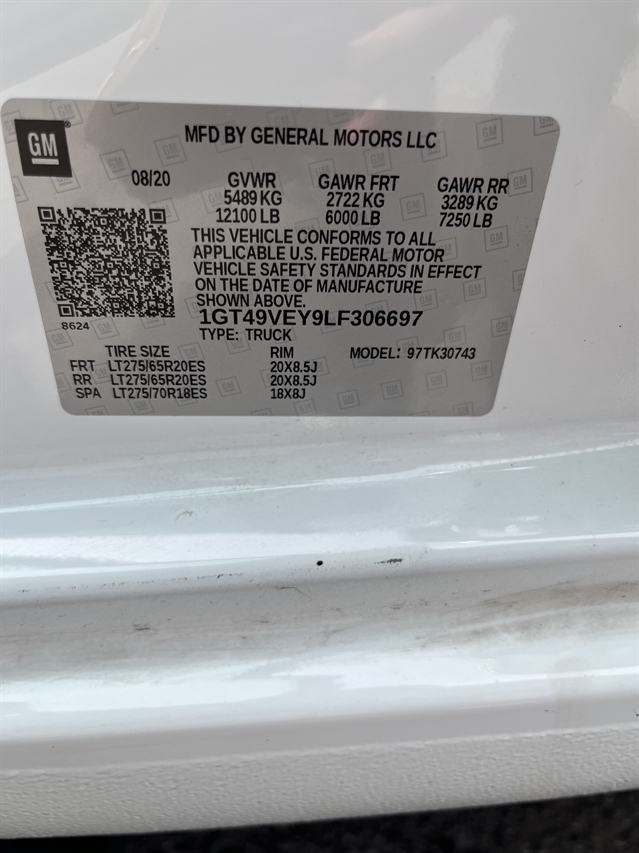 GM
MFD BY GENERAL MOTORS LLC
08/20 GVWR GAWR FRT GAWR RR
5489 KG 2722 KG 3289 KG
12100 LB 6000 LB 7250 LB
THIS VEHICLE CONFORMS TO ALL
APPLICABLE U.S. FEDERAL MOTOR
VEHICLE SAFETY STANDARDS IN EFFECT
ON THE DATE OF MANUFACTURE
SHOWN ABOVE.
1GT49VEY9LF306697
8624
TYPE: TRUCK
TIRE SIZE RIM MODEL: 97TK30743
FRT LT275/65R20ES 20X8.5J
RR LT275/65R20ES 20X8.5J
SPA LT275/70R18ES 18X8J